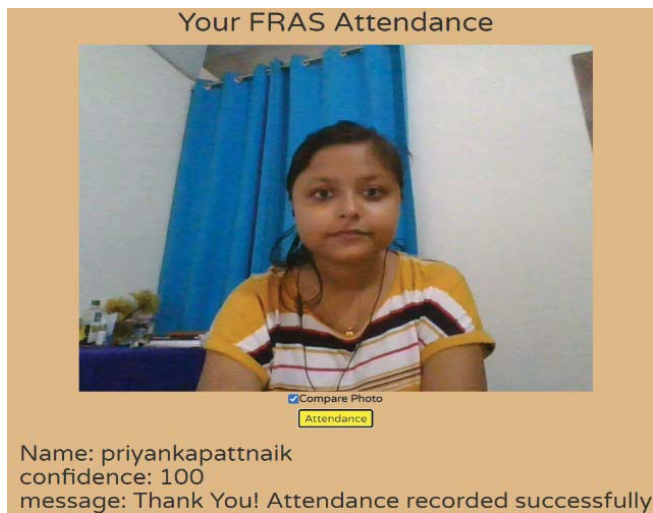 Your FRAS Attendance
Compare Photo
Attendance
Name: priyankapattnaik
confidence: 100
message: Thank You! Attendance recorded successfully